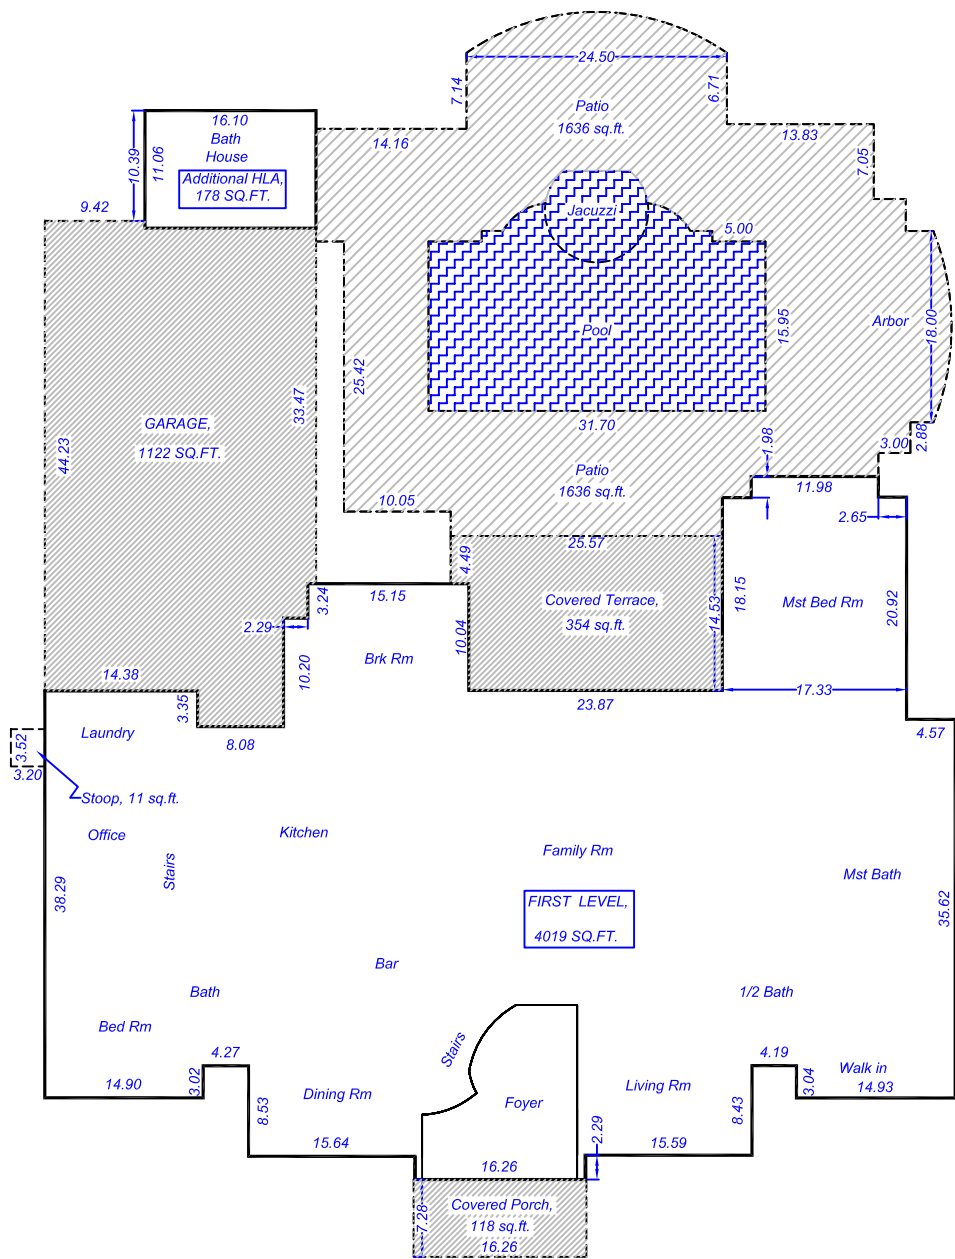 24.50
7.14
6.71
Patio
1636 sq.ft.
16.10
Bath
House
10.39
11.06
14.16
13.83
7.05
Additional HLA,
178 SQ.FT.
9.42
Jacuzzi
5.00
18.00
Arbor
15.95
Pool
25.42
33.47
31.70
GARAGE,
1122 SQ.FT.
44.23
1.98
3.00
2.88
Patio
1636 sq.ft.
11.98
10.05
2.65
25.57
4.49
3.24
15.15
Covered Terrace,
354 sq.ft.
14.53
18.15
Mst Bed Rm
20.92
2.29
10.04
10.20
Brk Rm
14.38
3.35
17.33
23.87
8.08
4.57
Laundry
3.52
3.20
Stoop, 11 sq.ft.
Office
Kitchen
Stairs
Family Rm
Mst Bath
38.29
FIRST LEVEL,
4019 SQ.FT.
35.62
Bar
Bath
1/2 Bath
Bed Rm
Stairs
4.27
4.19
3.02
14.90
Dining Rm
Foyer
Living Rm
Walk in
3.04
14.93
8.53
8.43
2.29
15.64
15.59
16.26
Covered Porch,
118 sq.ft.
7.28
16.26